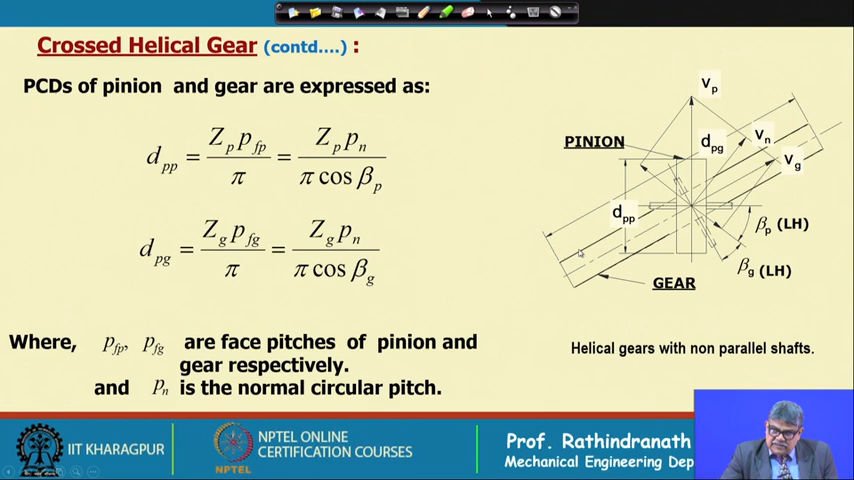 Crossed Helical Gear (contd....) :
PCDs of pinion and gear are expressed as:
d_pp = Z_p p_fp / π = Z_p p_n / π cos β_p
d_pg = Z_g p_fg / π = Z_g p_n / π cos β_g
Where, p_fp, p_fg are face pitches of pinion and
gear respectively.
and p_n is the normal circular pitch.
v_p
PINION
d_pg
v_n
v_g
d_pp
β_p (LH)
β_g (LH)
GEAR
Helical gears with non parallel shafts.
IIT KHARAGPUR
NPTEL
NPTEL ONLINE
CERTIFICATION COURSES
Prof. Rathindranath
Mechanical Engineering Dep